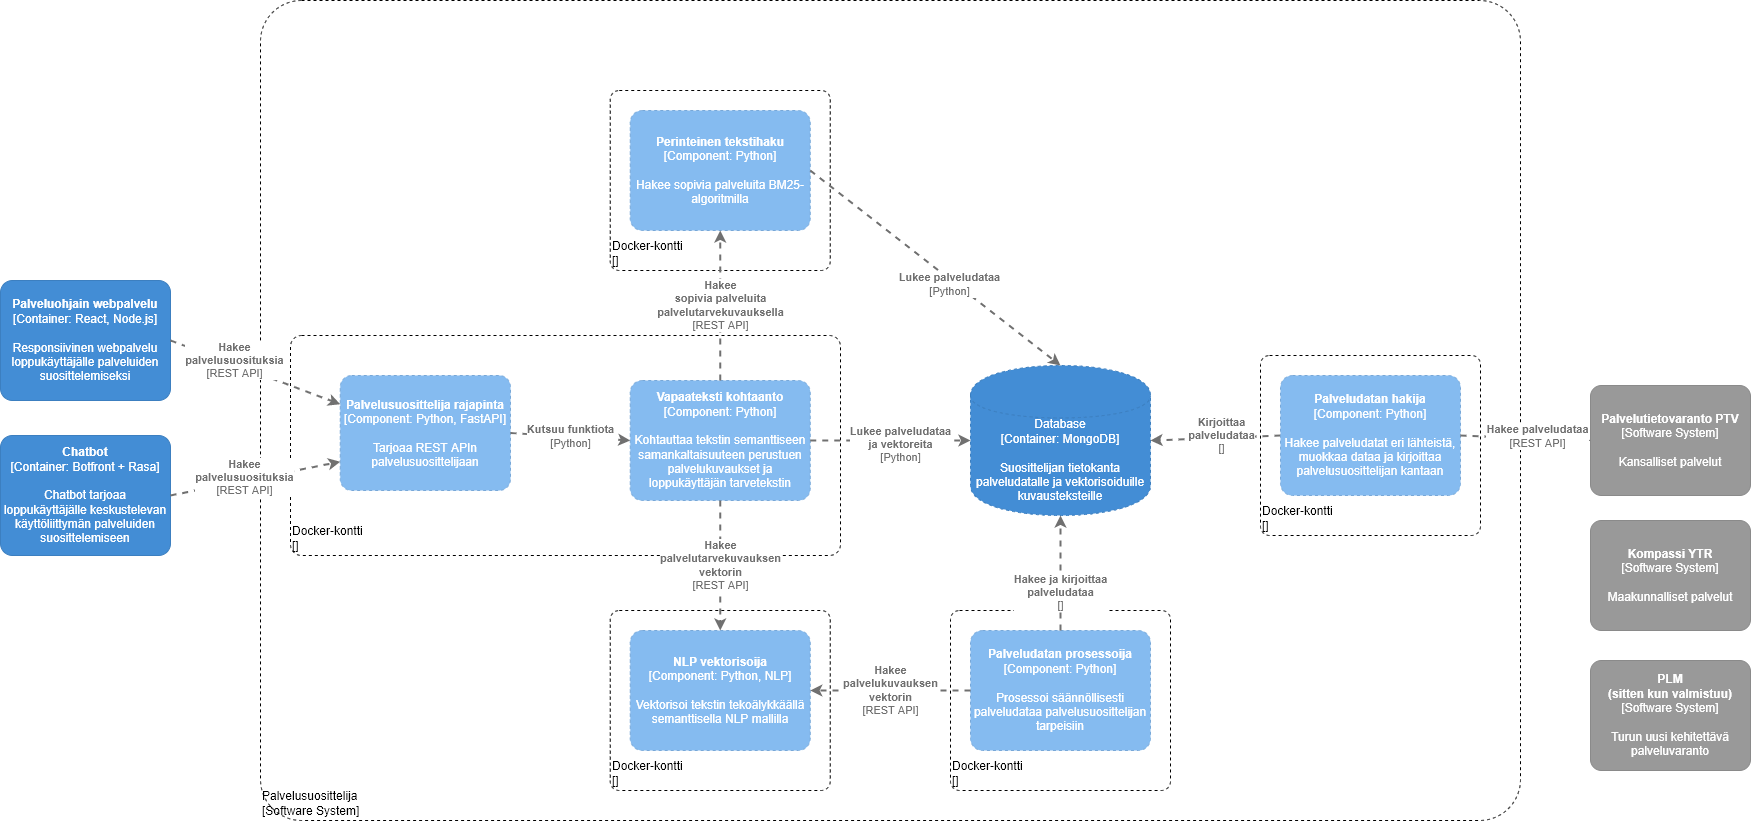 Perinteinen tekstihaku
[Component: Python]
Hakee sopivia palveluita BM25-
algoritmilla
Docker-kontti
[]
Palveluohjain webpalvelu
[Container: React, Node.js]
Responsiivinen webpalvelu
loppukäyttäjälle palveluiden
suosittelemiseksi
Chatbot
[Container: Botfront + Rasa]
Chatbot tarjoaa
loppukäyttäjälle keskustelevan
käyttöliittymän palveluiden
suosittelemiseen
Hakee
palvelusuosituksia
[REST API]
Hakee
palvelusuosituksia
[REST API]
Hakee
sopivia palveluita
palvelutarvekuvauksella
[REST API]
Lukee palveludataa
[Python]
Palvelusuosittelija rajapinta
[Component: Python, FastAPI]
Tarjoaa REST APIn
palvelusuosittelijaan
Kutsuu funktiota
[Python]
Vapaateksti kohtaanto
[Component: Python]
Kohtauttaa tekstin semanttiseen
samankaltaisuuteen perustuen
palvelukuvaukset ja
loppukäyttäjän tarvetekstin
Docker-kontti
[]
Lukee palveludataa
ja vektoreita
[Python]
Database
[Container: MongoDB]
Suosittelijan tietokanta
palveludatalle ja vektorisoiduille
kuvausteksteille
Kirjoittaa
palveludataa
[]
Palveludatan hakija
[Component: Python]
Hakee palveludatat eri lähteistä,
muokkaa dataa ja kirjoittaa
palvelusuosittelijan kantaan
Docker-kontti
[]
Hakee palveludataa
[REST API]
Palvelutietovaranto PTV
[Software System]
Kansalliset palvelut
Kompassi YTR
[Software System]
Maakunnalliset palvelut
PLM
(sitten kun valmistuu)
[Software System]
Turun uusi kehitettävä
palveluvaranto
Hakee
palvelutarvekuvauksen
vektorin
[REST API]
NLP vektorisoija
[Component: Python, NLP]
Vektorisoi tekstin tekoälykkäällä
semanttisella NLP mallilla
Docker-kontti
[]
Hakee
palvelukuvauksen
vektorin
[REST API]
Hakee ja kirjoittaa
palveludataa
[]
Palveludatan prosessoija
[Component: Python]
Prosessoi säännöllisesti
palveludataa palvelusuosittelijan
tarpeisiin
Docker-kontti
[]
Palvelusuosittelija
[Software System]